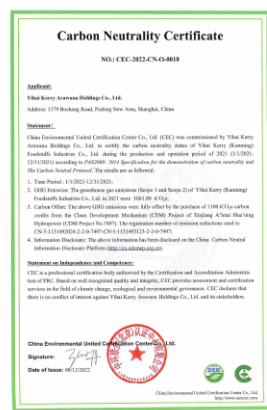 Carbon Neutrality Certificate
NO.: CEC-2022-CN-O-0018
Applicant:
Yihai Kerry Arawana Holdings Co., Ltd.
Address: 1379 Bocheng Road, Pudong New Area, Shanghai, China
Statement:
China Environmental United Certification Center Co., Ltd. (CEC) was commissioned by Yihai Kerry
Arawana Holdings Co., Ltd. to certify the carbon neutrality status of Yihai Kerry (Kunming)
Foodstuffs Industries Co., Ltd. during the production and operation period of 2021 (1/1/2021-
12/31/2021) according to PAS2060: 2014 Specification for the demonstration of carbon neutrality and
The Carbon Neutral Protocol. The results are as followed:
1. Time Period: 1/1/2021-12/31/2021;
2. GHG Emission: The greenhouse gas emissions (Scope 1 and Scope 2) of Yihai Kerry (Kunming)
Foodstuffs Industries Co., Ltd. in 2021 were
3. Carbon Offset: The above GHG emissions were fully offset by the purchase of 1100 tCO₂e carbon
credits from the Clean Development Mechanism (CDM) Project of Xinjiang
Hydropower (CDM Project No.7497). The registration number of emission reductions used is
4. Information Disclosure: The above information has been disclosed on the China Carbon Neutral
Information Platform
Statement on Independence and Competence:
CEC is a professional certification body authorized by the Certification and Accreditation Administra-
tion of PRC. Based on well recognized quality and integrity, CEC provides assessment and certification
services in the field of climate change, ecological and environmental governance. CEC declares that
there is no conflict of interest against Yihai Kerry Arawana Holdings Co., Ltd. and its stakeholders.
China Environmental United Certification Center Co., Ltd.
Signature:
Date of Issue: 08/12/2022
CEC
China Environmental United Certification Center Co., Ltd.